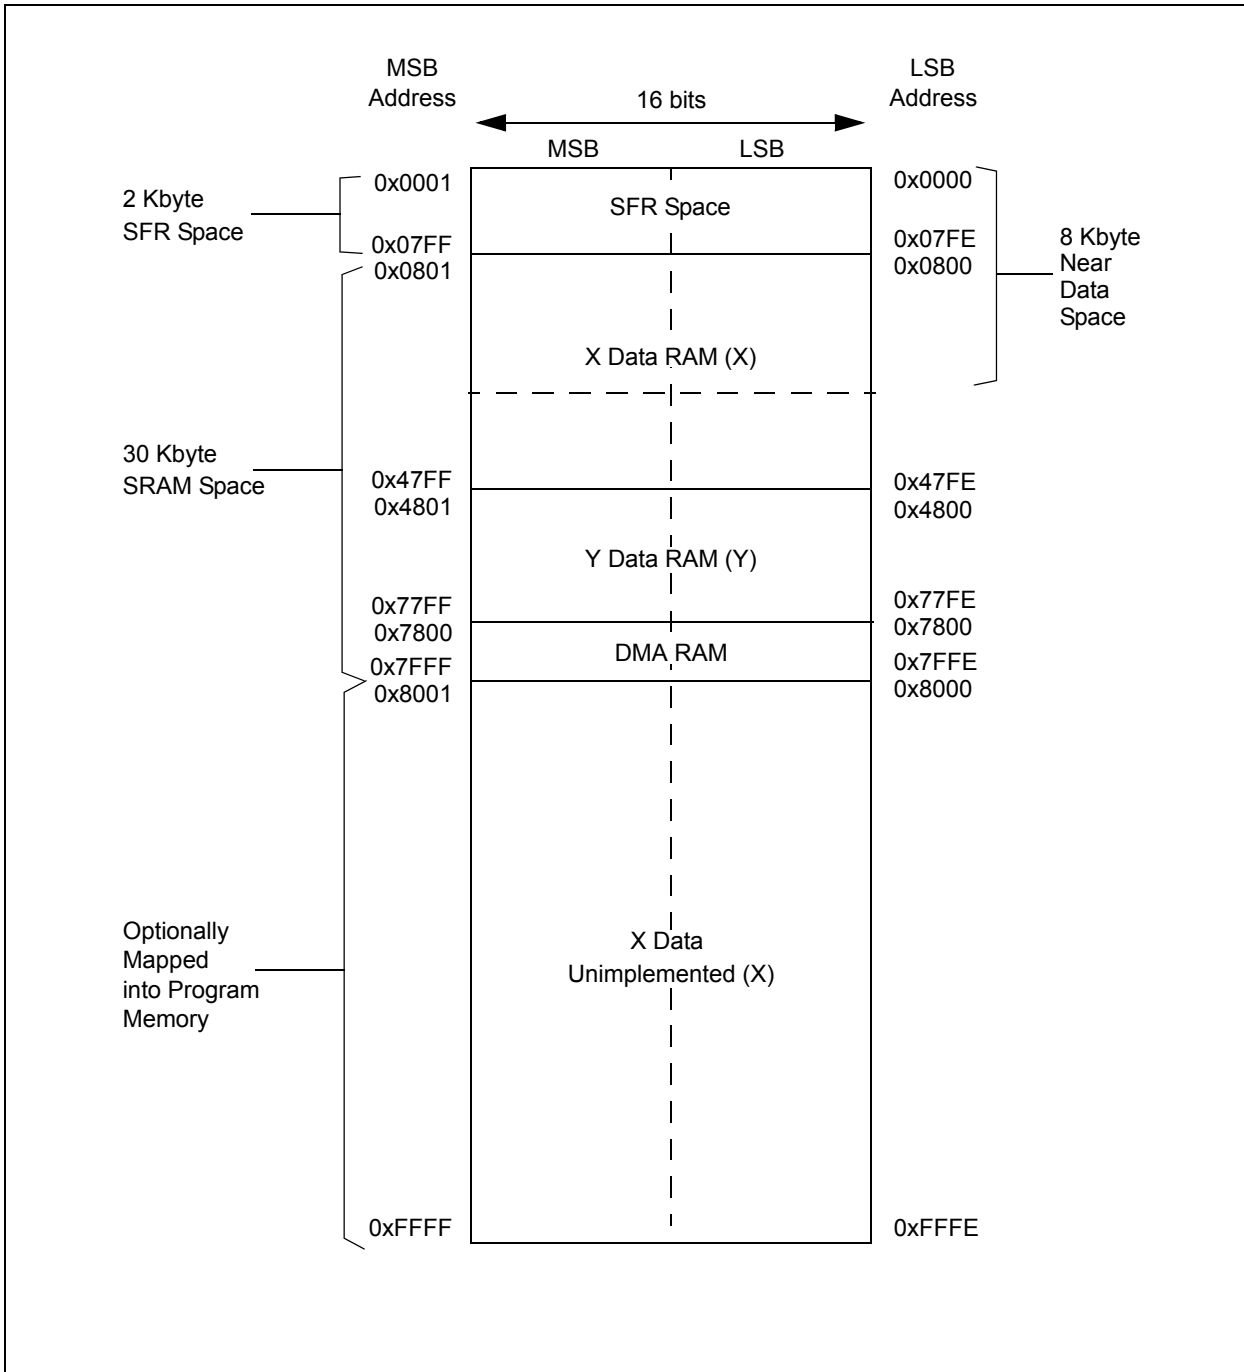 MSB
Address
LSB
Address
16 bits
MSB
LSB
0x0001
0x0000
2 Kbyte
SFR Space
SFR Space
0x07FF
0x0801
0x07FE
0x0800
8 Kbyte
Near
Data
Space
X Data RAM (X)
30 Kbyte
SRAM Space
0x47FF
0x4801
0x47FE
0x4800
Y Data RAM (Y)
0x77FF
0x7800
0x77FE
0x7800
DMA RAM
0x7FFF
0x8001
0x7FFE
0x8000
Optionally
Mapped
into Program
Memory
X Data
Unimplemented (X)
0xFFFF
0xFFFE